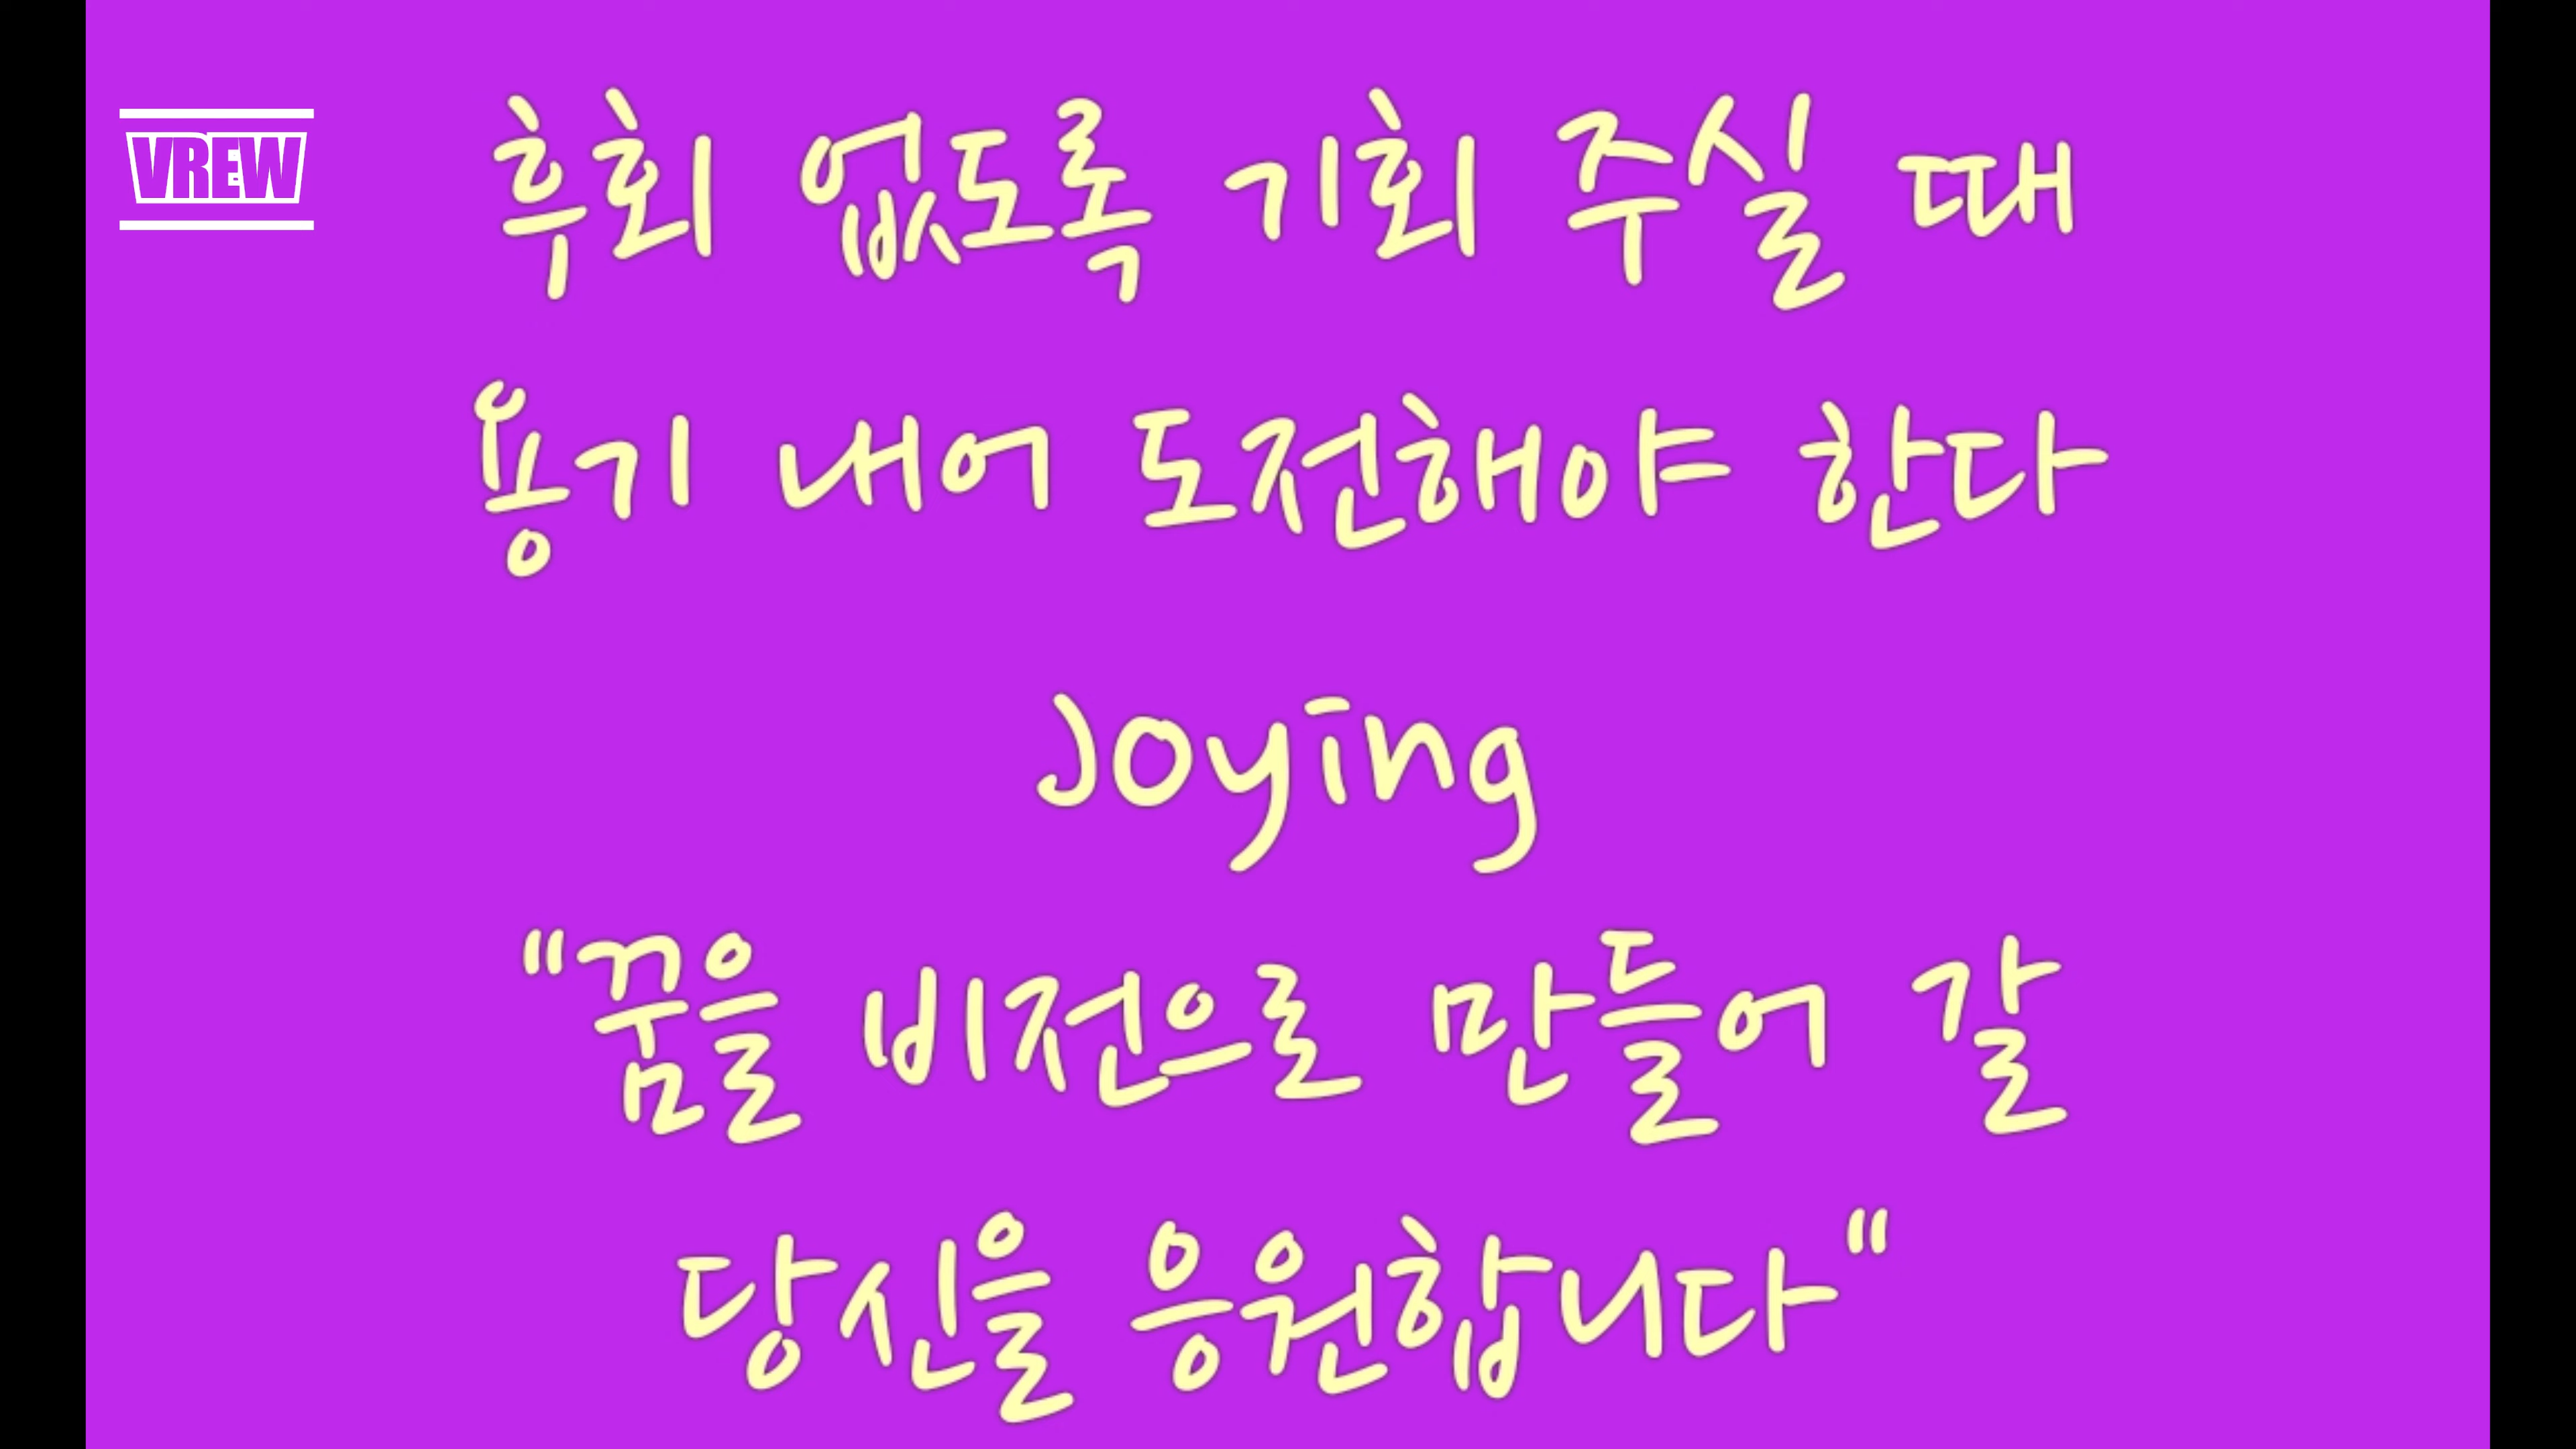 VREW
후회 없도록 기회 주실 때
용기 내어 도전해야 한다
Joying
"꿈을 비전으로 만들어 갈
당신을 응원합니다"